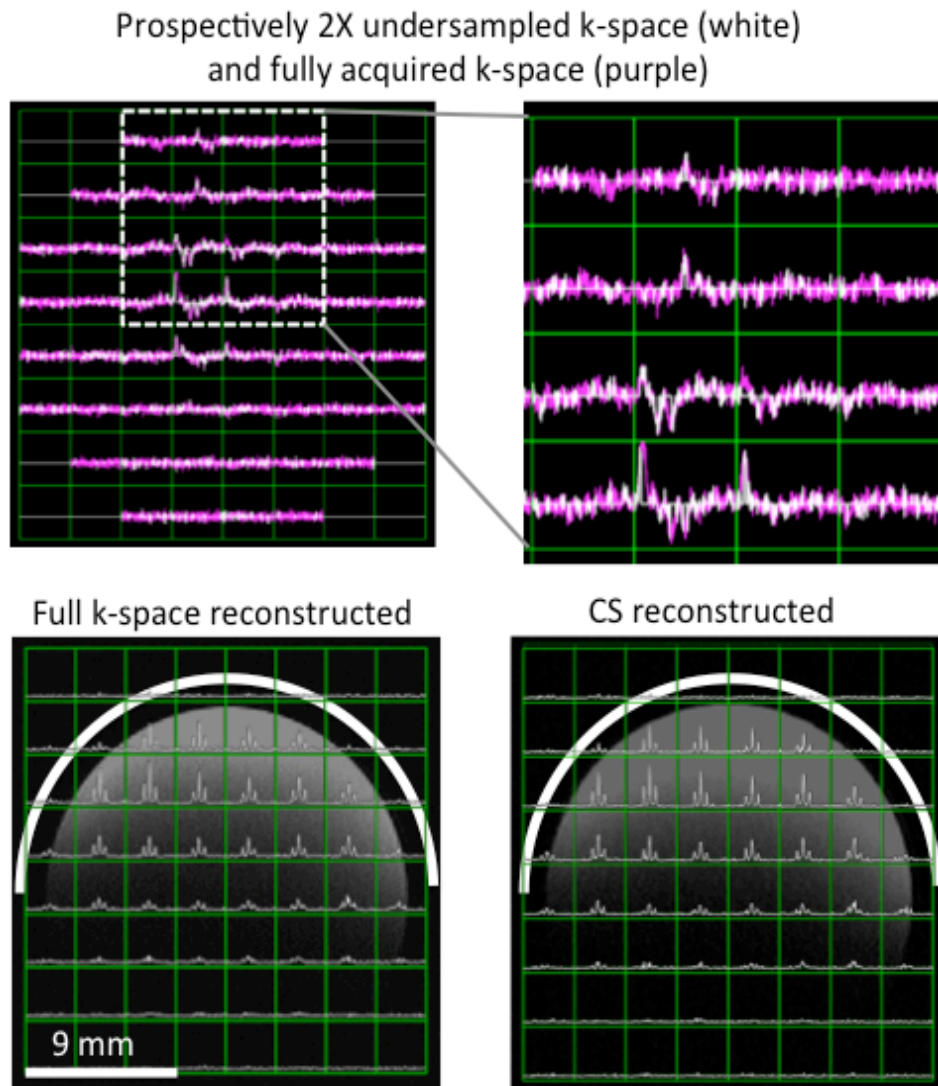 Prospectively 2X undersampled k-space (white)
and fully acquired k-space (purple)
Full k-space reconstructed
CS reconstructed
9 mm